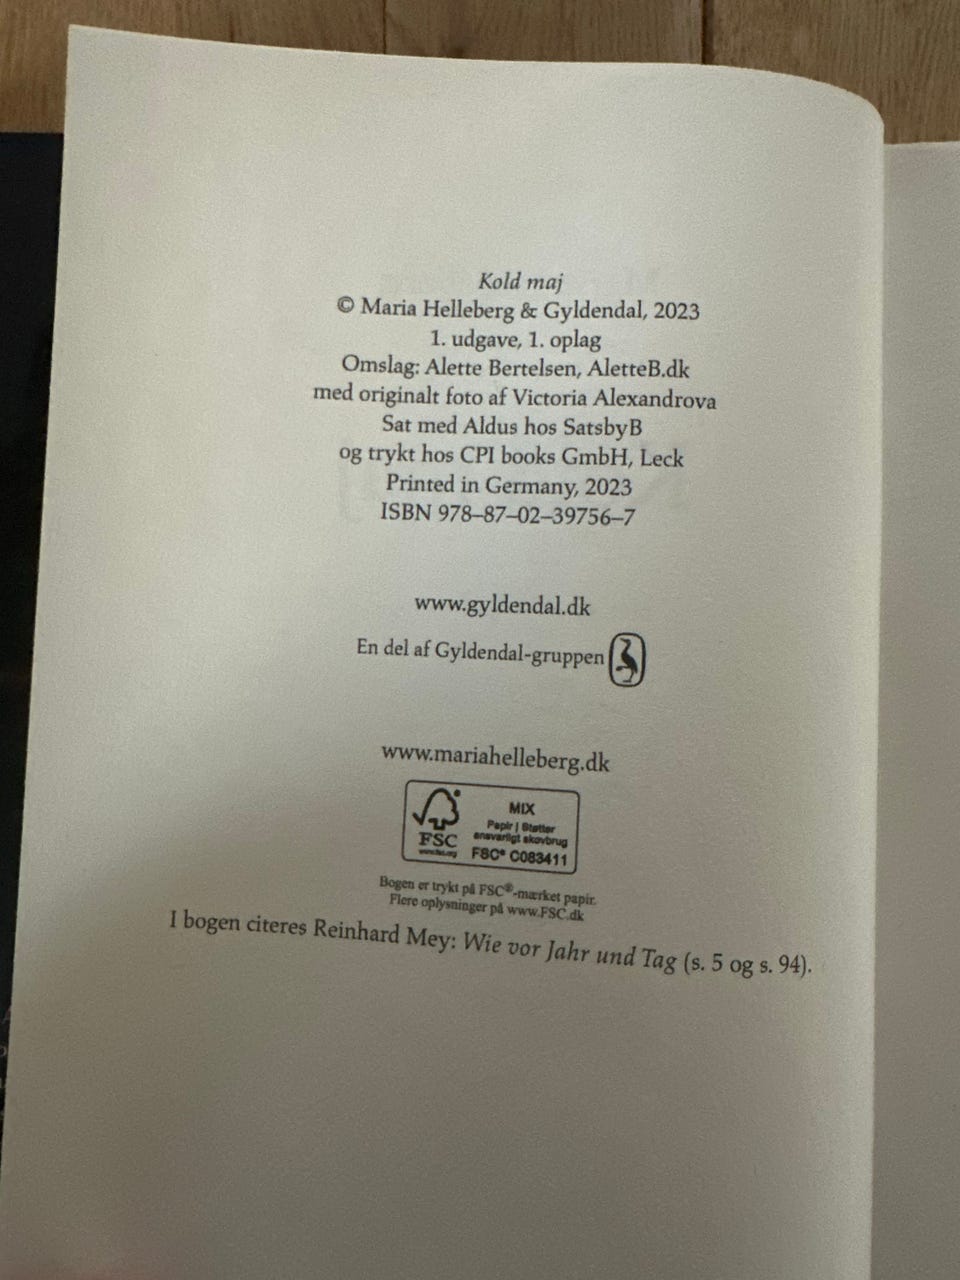 Kold maj
© Maria Helleberg & Gyldendal, 2023
1. udgave, 1. oplag
Omslag: Alette Bertelsen, AletteB.dk
med originalt foto af Victoria Alexandrova
Sat med Aldus hos SatsbyB
og trykt hos CPI books GmbH, Leck
Printed in Germany, 2023
ISBN 978–87–02–39756–7
www.gyldendal.dk
En del af Gyldendal-gruppen
www.mariahelleberg.dk
FSC
www.fsc.org
MIX
Papir | Støtter
ansvarligt skovbrug
FSC® C083411
Bogen er trykt på FSC®-mærket papir.
Flere oplysninger på www.FSC.dk
I bogen citeres Reinhard Mey: Wie vor Jahr und Tag (s. 5 og s. 94).